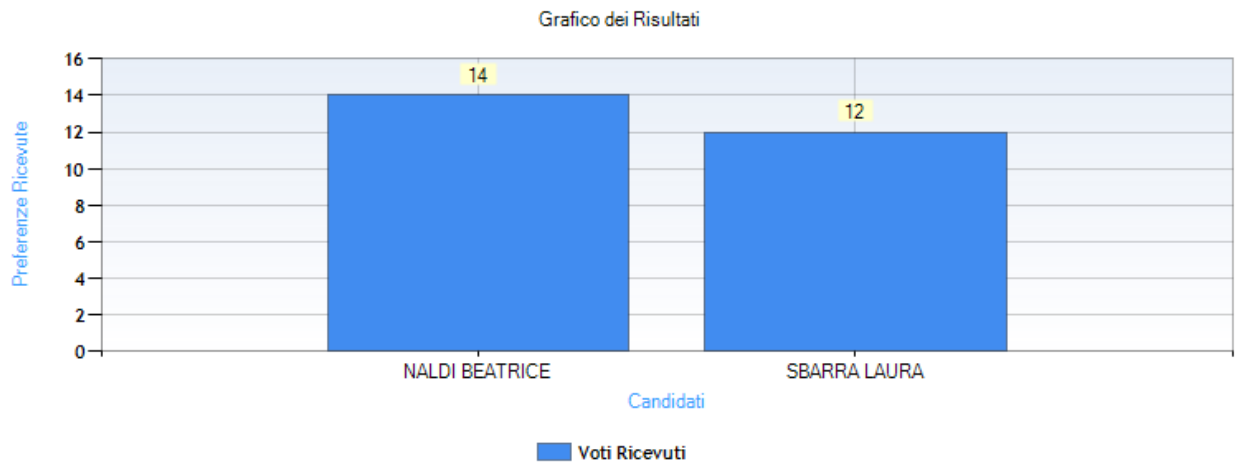 Grafico dei Risultati
Preferenze Ricevute
16
14
12
10
8
6
4
2
0
14
12
NALDI BEATRICE
SBARRA LAURA
Candidati
Voti Ricevuti